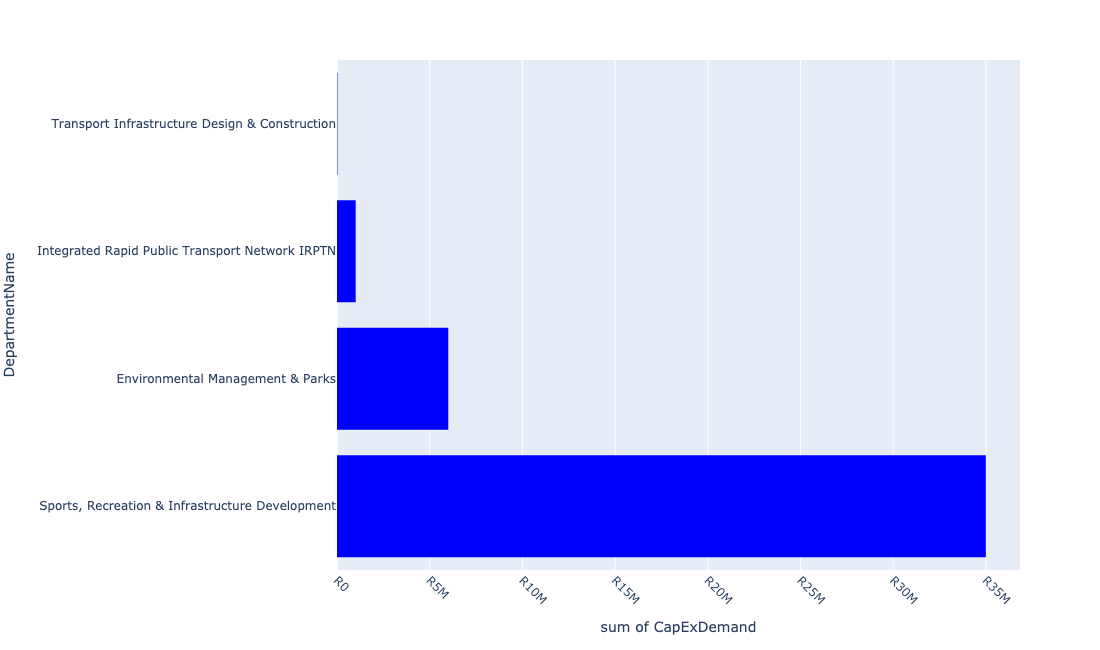 Transport Infrastructure Design & Construction
Integrated Rapid Public Transport Network IRPTN
Environmental Management & Parks
Sports, Recreation & Infrastructure Development
DepartmentName
R0
R5M
R10M
R15M
R20M
R25M
R30M
R35M
sum of CapExDemand